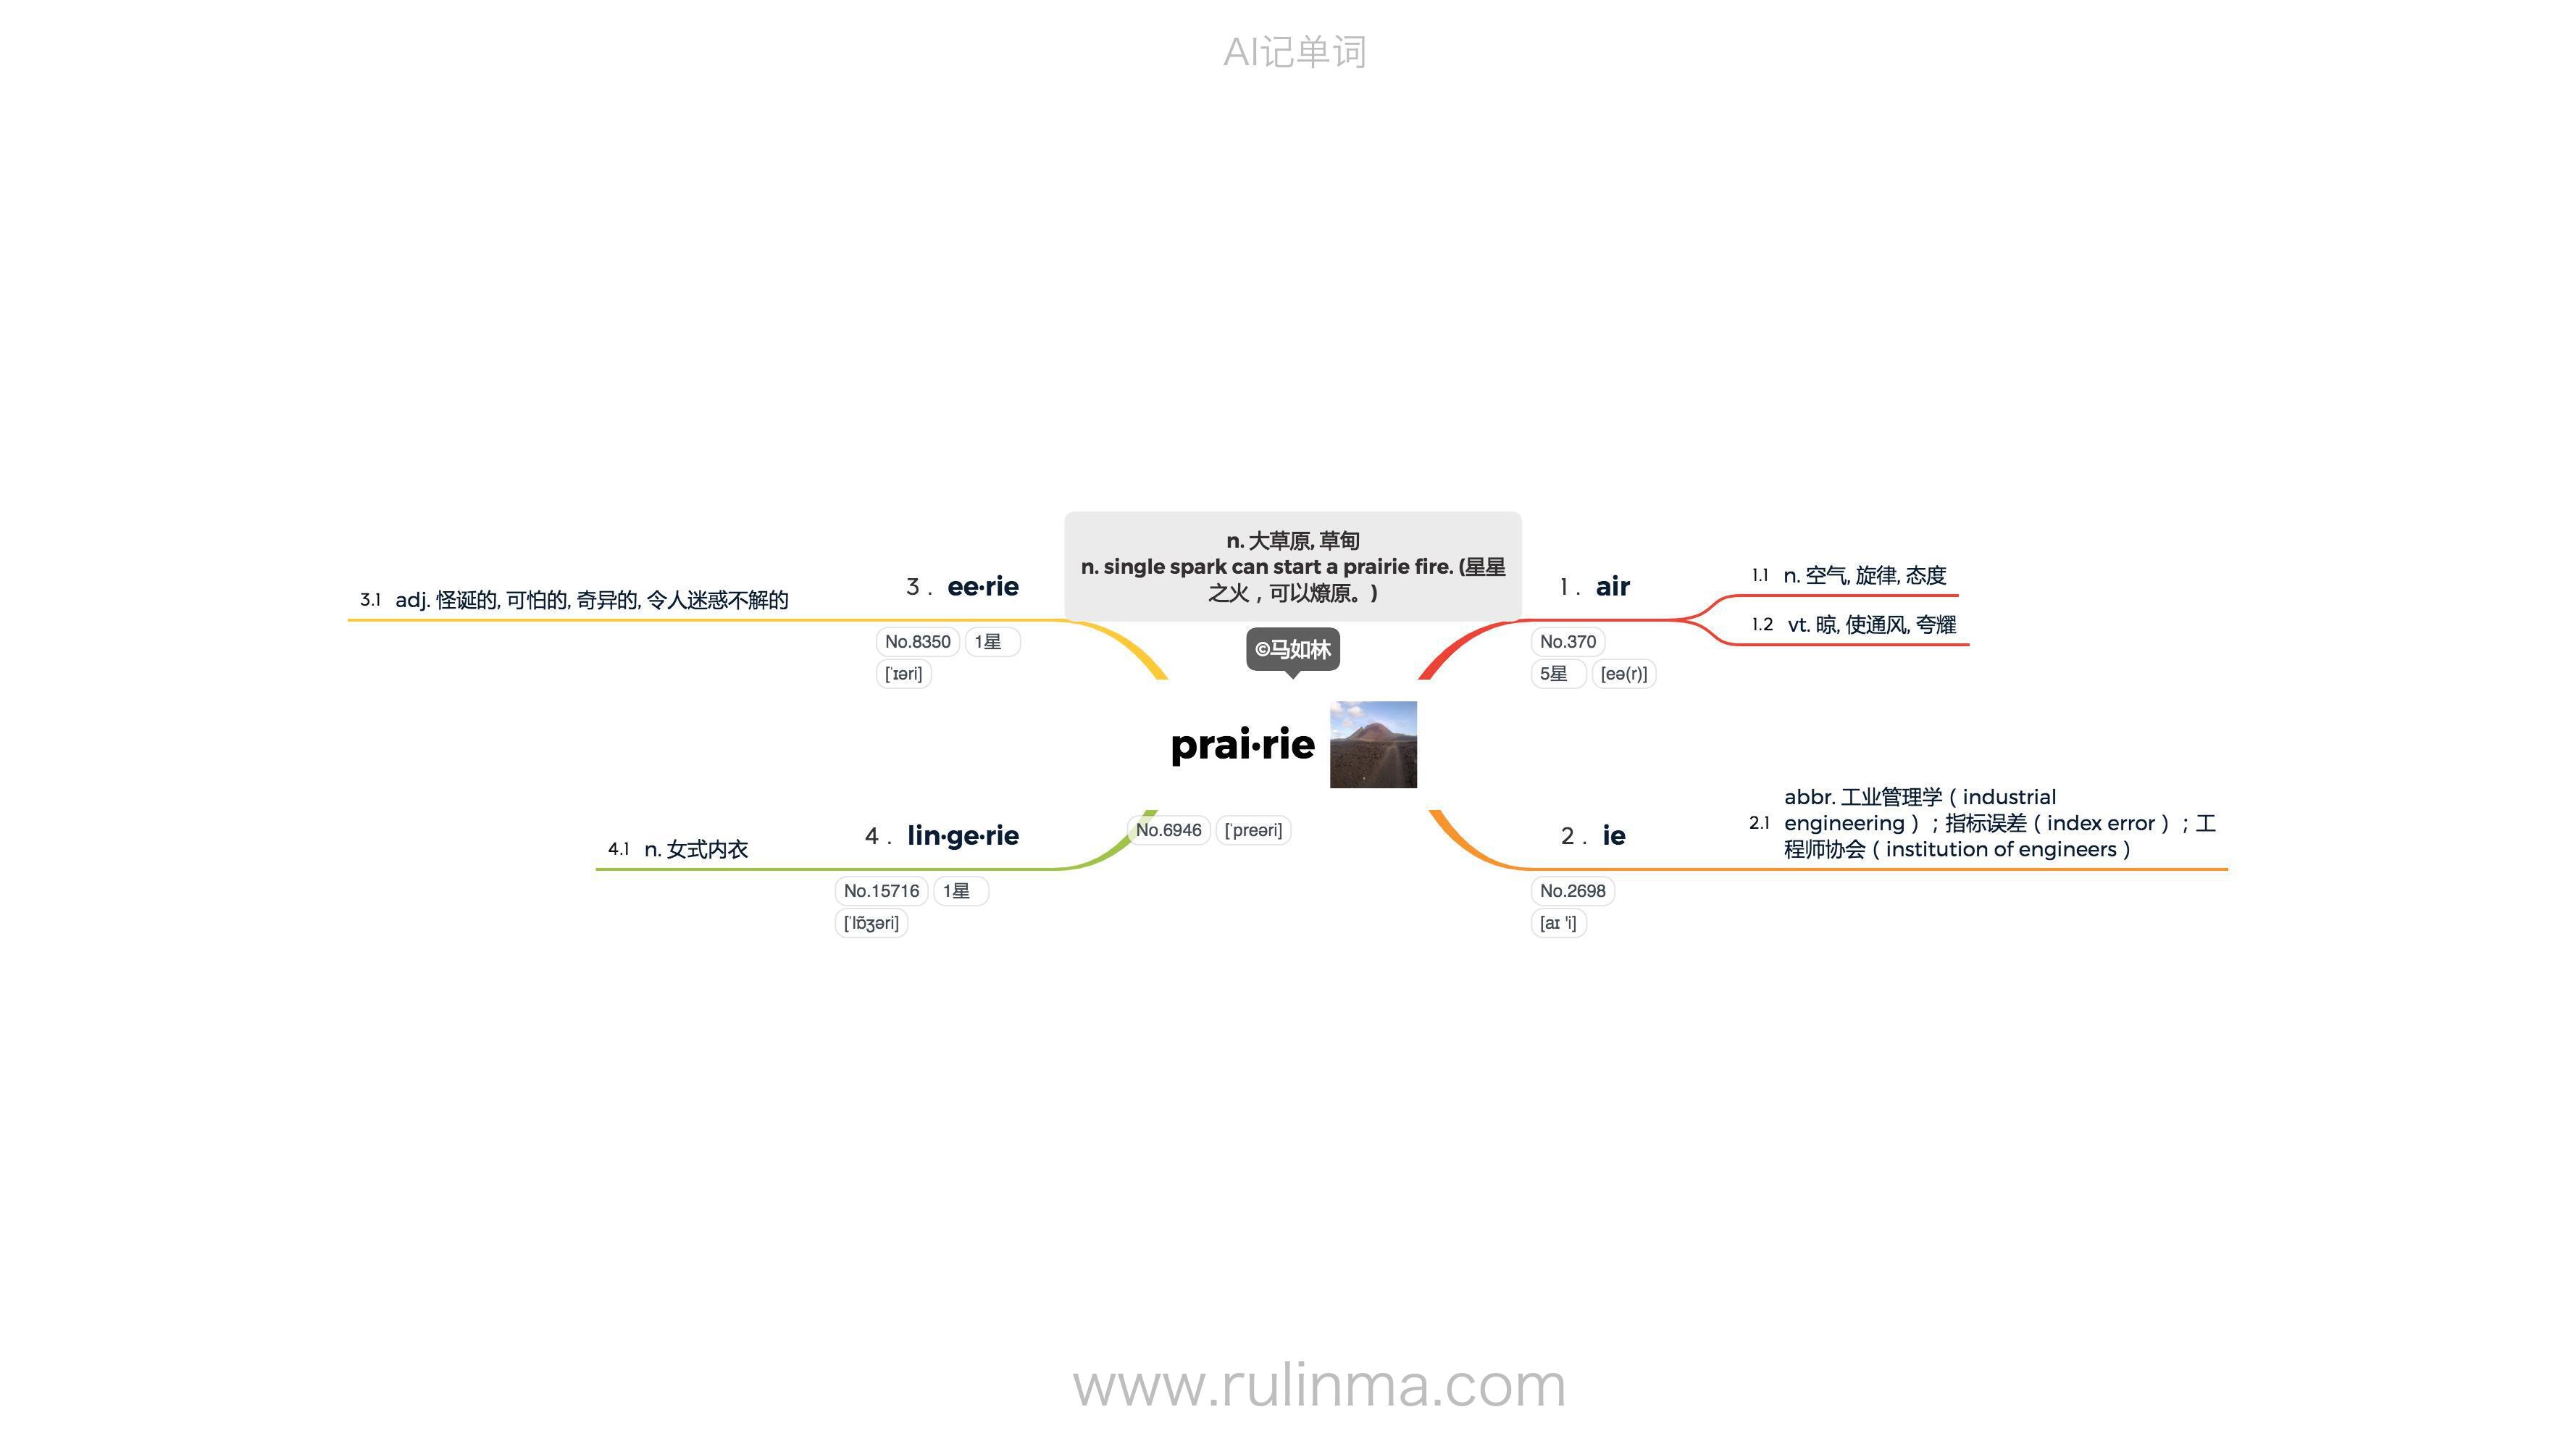 AI记单词
n. 大草原, 草甸
n. single spark can start a prairie fire. (星星
之火，可以燎原。)
©马如林
prai·rie
No.6946 ['preəri]
1. air
No.370
5星 [eə(r)]
1.1 n. 空气, 旋律, 态度
1.2 vt. 晾, 使通风, 夸耀
2. ie
No.2698
[aɪ 'i]
2.1 abbr. 工业管理学（industrial
engineering）；指标误差（index error）；工
程师协会（institution of engineers）
3. ee·rie
No.8350 1星
['ɪəri]
3.1 adj. 怪诞的, 可怕的, 奇异的, 令人迷惑不解的
4. lin·ge·rie
No.15716 1星
['lɒ̃ʒəri]
4.1 n. 女式内衣
www.rulinma.com